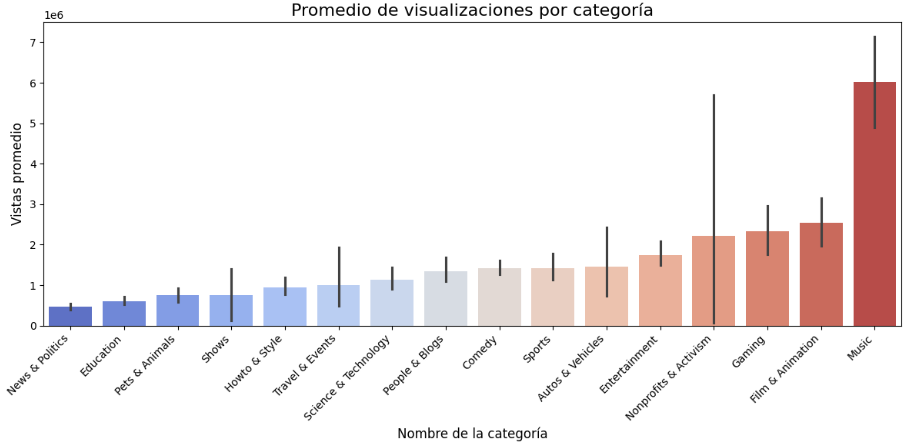 Promedio de visualizaciones por categoría
1e6
7
6
5
4
3
2
1
0
Vistas promedio
News & Politics
Education
Pets & Animals
Shows
Howto & Style
Travel & Events
Science & Technology
People & Blogs
Comedy
Sports
Autos & Vehicles
Entertainment
Nonprofits & Activism
Gaming
Film & Animation
Music
Nombre de la categoría